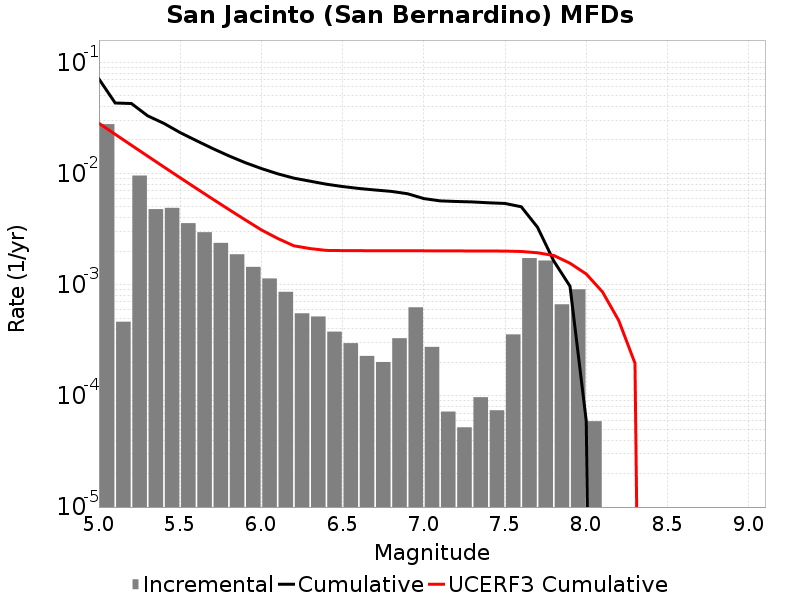 San Jacinto (San Bernardino) MFDs
10^-1
10^-2
10^-3
10^-4
10^-5
Rate (1/yr)
5.0 5.5 6.0 6.5 7.0 7.5 8.0 8.5 9.0
Magnitude
Incremental Cumulative UCERF3 Cumulative